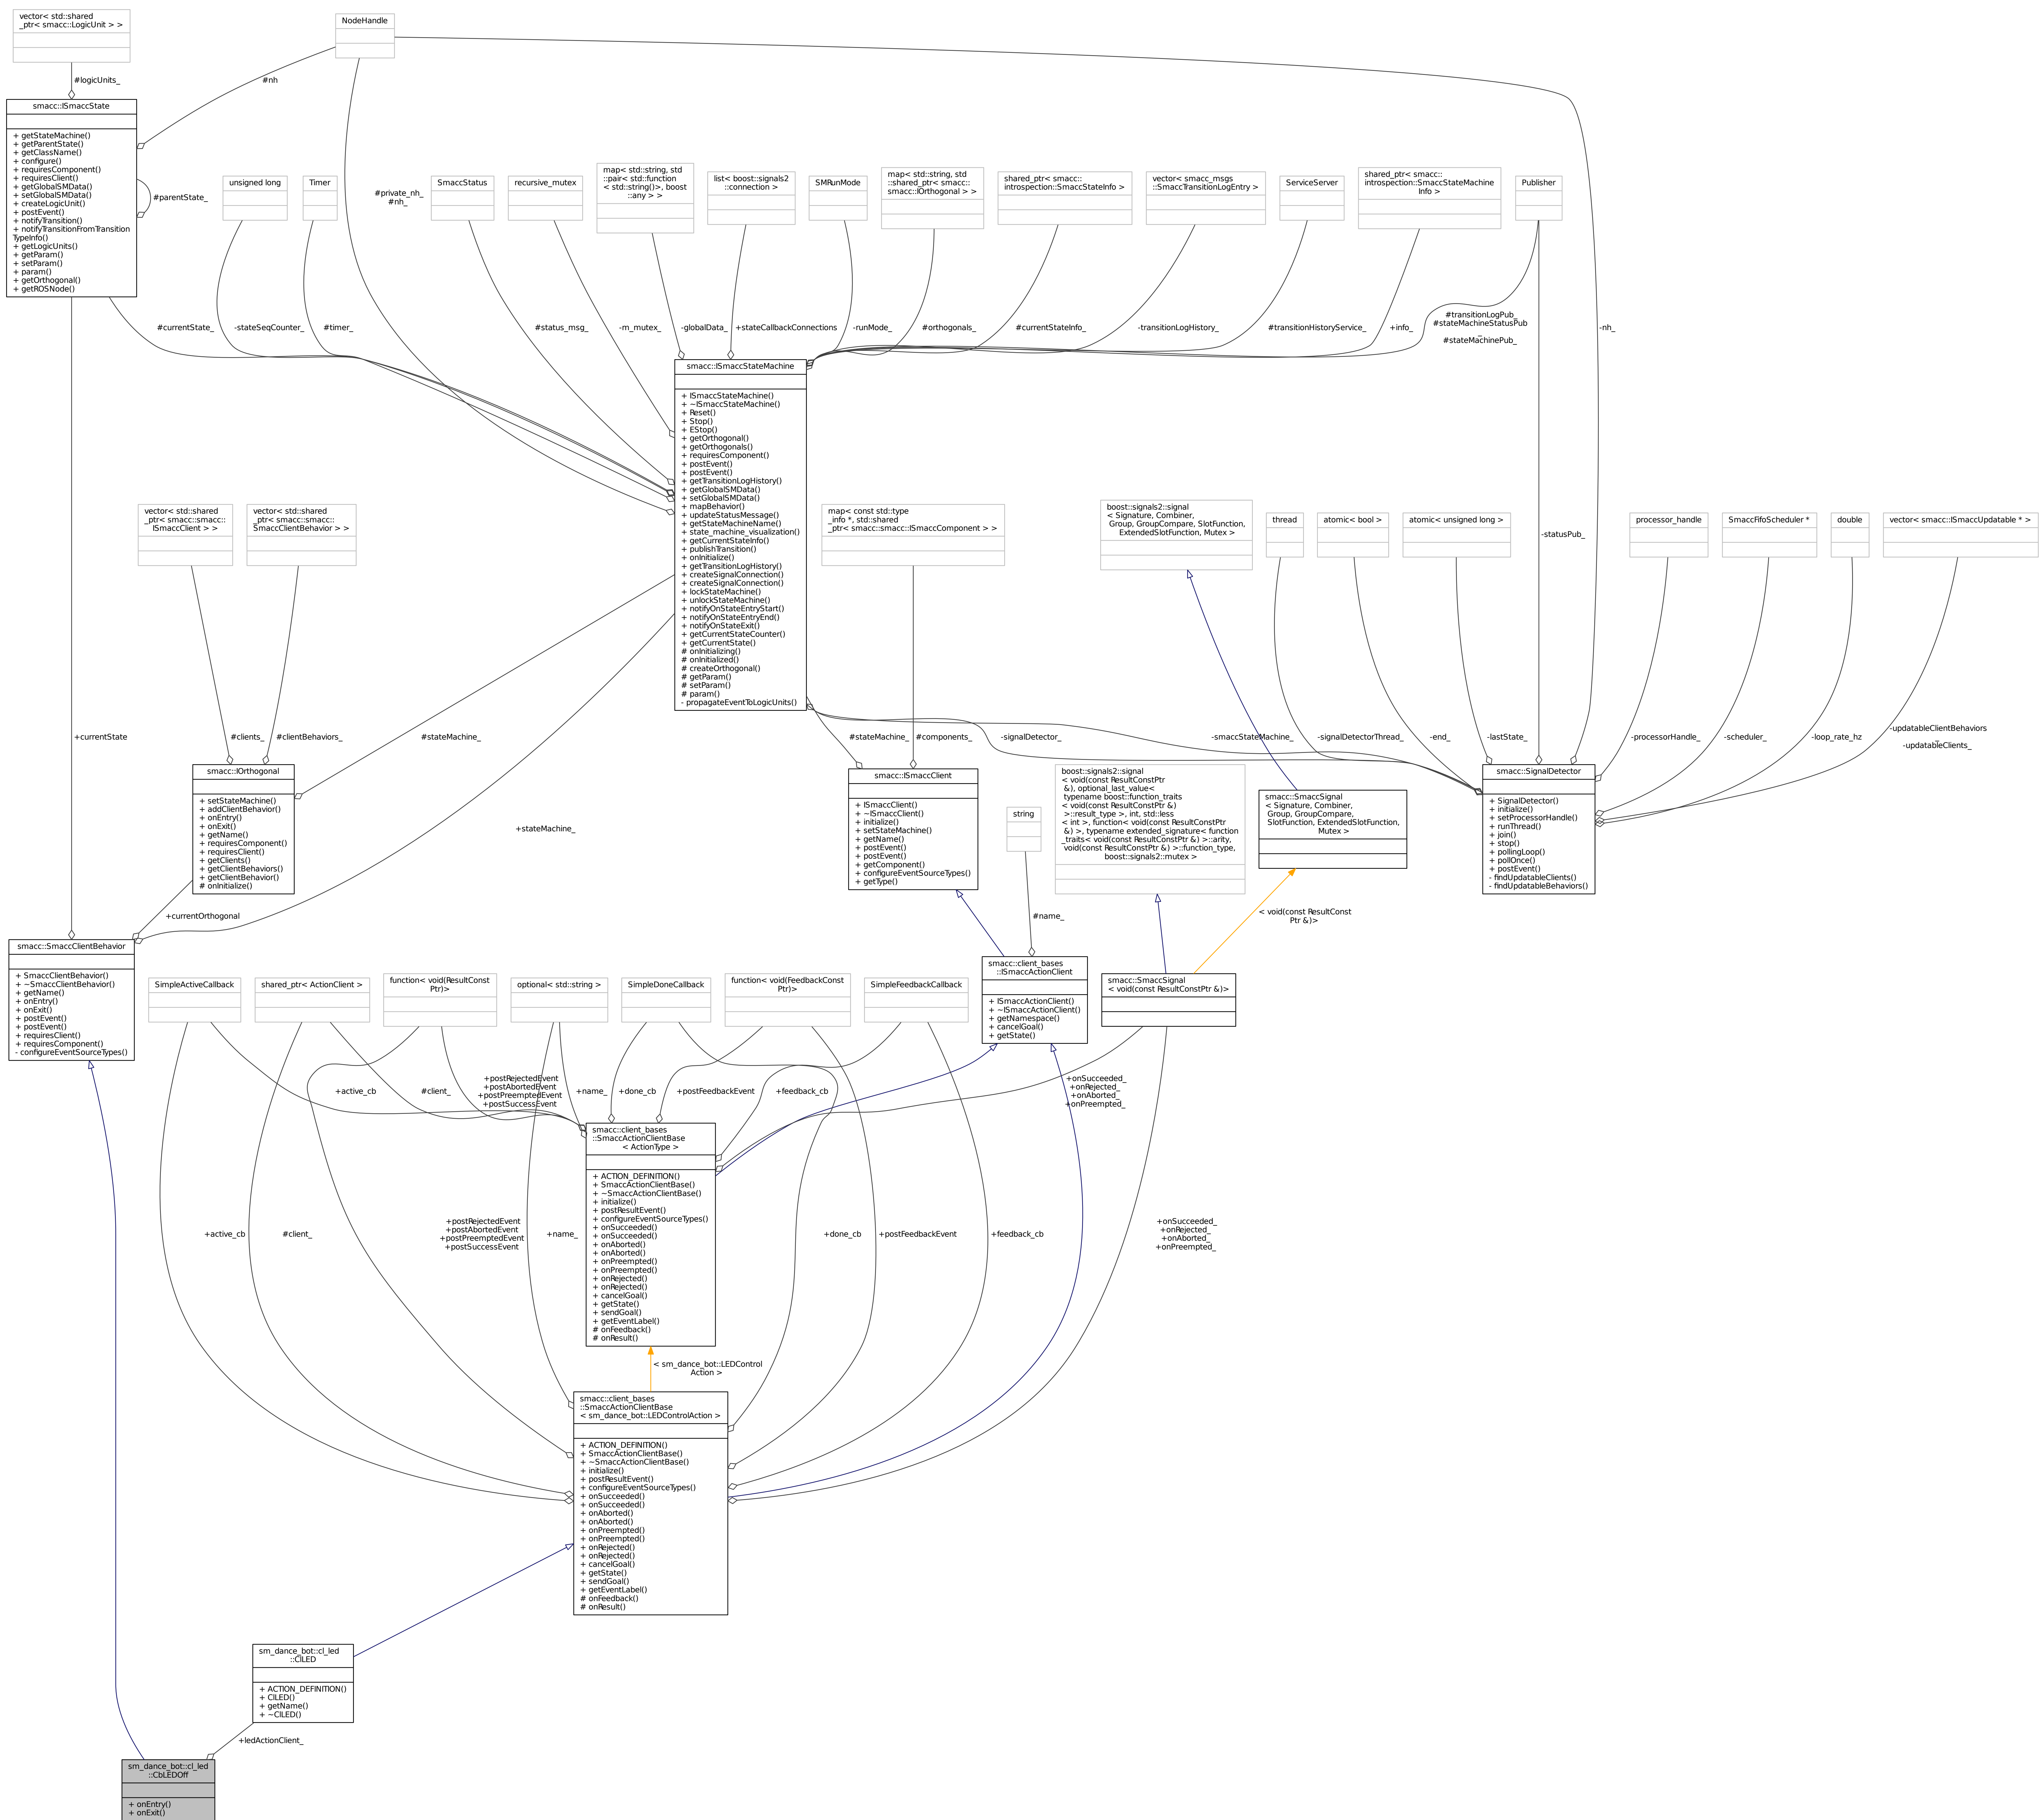 vector< std::shared
_ptr< smacc::LogicUnit > >
NodeHandle
#logicUnits_
#nh
smacc::ISmaccState
+ getStateMachine()
+ getParentState()
+ getClassName()
+ configure()
+ requiresComponent()
+ requiresClient()
+ getGlobalSMData()
+ setGlobalSMData()
+ createLogicUnit()
+ postEvent()
+ notifyTransition()
+ notifyTransitionFromTransition
TypeInfo()
+ getLogicUnits()
+ getParam()
+ setParam()
+ param()
+ getOrthogonal()
+ getROSNode()
#parentState_
unsigned long
Timer
#private_nh_
#nh_
SmaccStatus
recursive_mutex
map< std::string, std
::pair< std::function
< std::string()>, boost
::any > >
list< boost::signals2
::connection >
SMRunMode
map< std::string, std
::shared_ptr< smacc::
smacc::IOrthogonal > >
shared_ptr< smacc::
introspection::SmaccStateInfo >
vector< smacc_msgs
::SmaccTransitionLogEntry >
ServiceServer
shared_ptr< smacc::
introspection::SmaccStateMachine
Info >
Publisher
#currentState_
-stateSeqCounter_
#timer_
#status_msg_
-m_mutex_
-globalData_
+stateCallbackConnections
-runMode_
#orthogonals_
#currentStateInfo_
-transitionLogHistory_
#transitionHistoryService_
+info_
#transitionLogPub_
#stateMachineStatusPub
_
#stateMachinePub_
-nh_
smacc::ISmaccStateMachine
+ ISmaccStateMachine()
+ ~ISmaccStateMachine()
+ Reset()
+ Stop()
+ EStop()
+ getOrthogonal()
+ getOrthogonals()
+ requiresComponent()
+ postEvent()
+ postEvent()
+ getTransitionLogHistory()
+ getGlobalSMData()
+ setGlobalSMData()
+ mapBehavior()
+ updateStatusMessage()
+ getStateMachineName()
+ state_machine_visualization()
+ getCurrentStateInfo()
+ publishTransition()
+ onInitialize()
+ getTransitionLogHistory()
+ createSignalConnection()
+ createSignalConnection()
+ lockStateMachine()
+ unlockStateMachine()
+ notifyOnStateEntryStart()
+ notifyOnStateEntryEnd()
+ notifyOnStateExit()
+ getCurrentStateCounter()
+ getCurrentState()
# onInitializing()
# onInitialized()
# createOrthogonal()
# getParam()
# setParam()
# param()
- propagateEventToLogicUnits()
vector< std::shared
_ptr< smacc::smacc::
ISmaccClient > >
vector< std::shared
_ptr< smacc::smacc::
SmaccClientBehavior > >
map< const std::type
_info *, std::shared
_ptr< smacc::smacc::ISmaccComponent > >
boost::signals2::signal
< Signature, Combiner,
Group, GroupCompare, SlotFunction,
ExtendedSlotFunction, Mutex >
thread
atomic< bool >
atomic< unsigned long >
-statusPub_
processor_handle
SmaccFifoScheduler *
double
vector< smacc::ISmaccUpdatable * >
+currentState
#clients_
#clientBehaviors_
#stateMachine_
#stateMachine_
#components_
-signalDetector_
-smaccStateMachine_
-signalDetectorThread_
-end_
-lastState_
-processorHandle_
-scheduler_
-loop_rate_hz
-updatableClientBehaviors
_
-updatableClients_
smacc::IOrthogonal
+ setStateMachine()
+ addClientBehavior()
+ onEntry()
+ onExit()
+ getName()
+ requiresComponent()
+ requiresClient()
+ getClients()
+ getClientBehaviors()
+ getClientBehavior()
# onInitialize()
+stateMachine_
smacc::ISmaccClient
+ ISmaccClient()
+ ~ISmaccClient()
+ initialize()
+ setStateMachine()
+ getName()
+ postEvent()
+ postEvent()
+ getComponent()
+ configureEventSourceTypes()
+ getType()
string
boost::signals2::signal
< void(const ResultConstPtr
&), optional_last_value<
typename boost::function_traits
< void(const ResultConstPtr &)
>::result_type >, int, std::less
< int >, function< void(const ResultConstPtr
&) >, typename extended_signature< function
_traits< void(const ResultConstPtr &) >::arity,
void(const ResultConstPtr &) >::function_type,
boost::signals2::mutex >
smacc::SmaccSignal
< Signature, Combiner,
Group, GroupCompare,
SlotFunction, ExtendedSlotFunction,
Mutex >
smacc::SignalDetector
+ SignalDetector()
+ initialize()
+ setProcessorHandle()
+ runThread()
+ join()
+ stop()
+ pollingLoop()
+ pollOnce()
+ postEvent()
- findUpdatableClients()
- findUpdatableBehaviors()
+currentOrthogonal
#name_
< void(const ResultConst
Ptr &)>
smacc::SmaccClientBehavior
+ SmaccClientBehavior()
+ ~SmaccClientBehavior()
+ getName()
+ onEntry()
+ onExit()
+ postEvent()
+ postEvent()
+ requiresClient()
+ requiresComponent()
- configureEventSourceTypes()
SimpleActiveCallback
shared_ptr< ActionClient >
function< void(ResultConst
Ptr)>
optional< std::string >
SimpleDoneCallback
function< void(FeedbackConst
Ptr)>
SimpleFeedbackCallback
smacc::client_bases
::ISmaccActionClient
+ ISmaccActionClient()
+ ~ISmaccActionClient()
+ getNamespace()
+ cancelGoal()
+ getState()
smacc::SmaccSignal
< void(const ResultConstPtr &)>
+active_cb
#client_
+postRejectedEvent
+postAbortedEvent
+postPreemptedEvent
+postSuccessEvent
+name_
+done_cb
+postFeedbackEvent
+feedback_cb
+onSucceeded_
+onRejected_
+onAborted_
+onPreempted_
smacc::client_bases
::SmaccActionClientBase
< ActionType >
+ ACTION_DEFINITION()
+ SmaccActionClientBase()
+ ~SmaccActionClientBase()
+ initialize()
+ postResultEvent()
+ configureEventSourceTypes()
+ onSucceeded()
+ onSucceeded()
+ onAborted()
+ onAborted()
+ onPreempted()
+ onPreempted()
+ onRejected()
+ onRejected()
+ cancelGoal()
+ getState()
+ sendGoal()
+ getEventLabel()
# onFeedback()
# onResult()
+active_cb
#client_
+postRejectedEvent
+postAbortedEvent
+postPreemptedEvent
+postSuccessEvent
+name_
+done_cb
+postFeedbackEvent
+feedback_cb
+onSucceeded_
+onRejected_
+onAborted_
+onPreempted_
< sm_dance_bot::LEDControl
Action >
smacc::client_bases
::SmaccActionClientBase
< sm_dance_bot::LEDControlAction >
+ ACTION_DEFINITION()
+ SmaccActionClientBase()
+ ~SmaccActionClientBase()
+ initialize()
+ postResultEvent()
+ configureEventSourceTypes()
+ onSucceeded()
+ onSucceeded()
+ onAborted()
+ onAborted()
+ onPreempted()
+ onPreempted()
+ onRejected()
+ onRejected()
+ cancelGoal()
+ getState()
+ sendGoal()
+ getEventLabel()
# onFeedback()
# onResult()
sm_dance_bot::cl_led
::ClLED
+ ACTION_DEFINITION()
+ ClLED()
+ getName()
+ ~ClLED()
+ledActionClient_
sm_dance_bot::cl_led
::CbLEDOff
+ onEntry()
+ onExit()